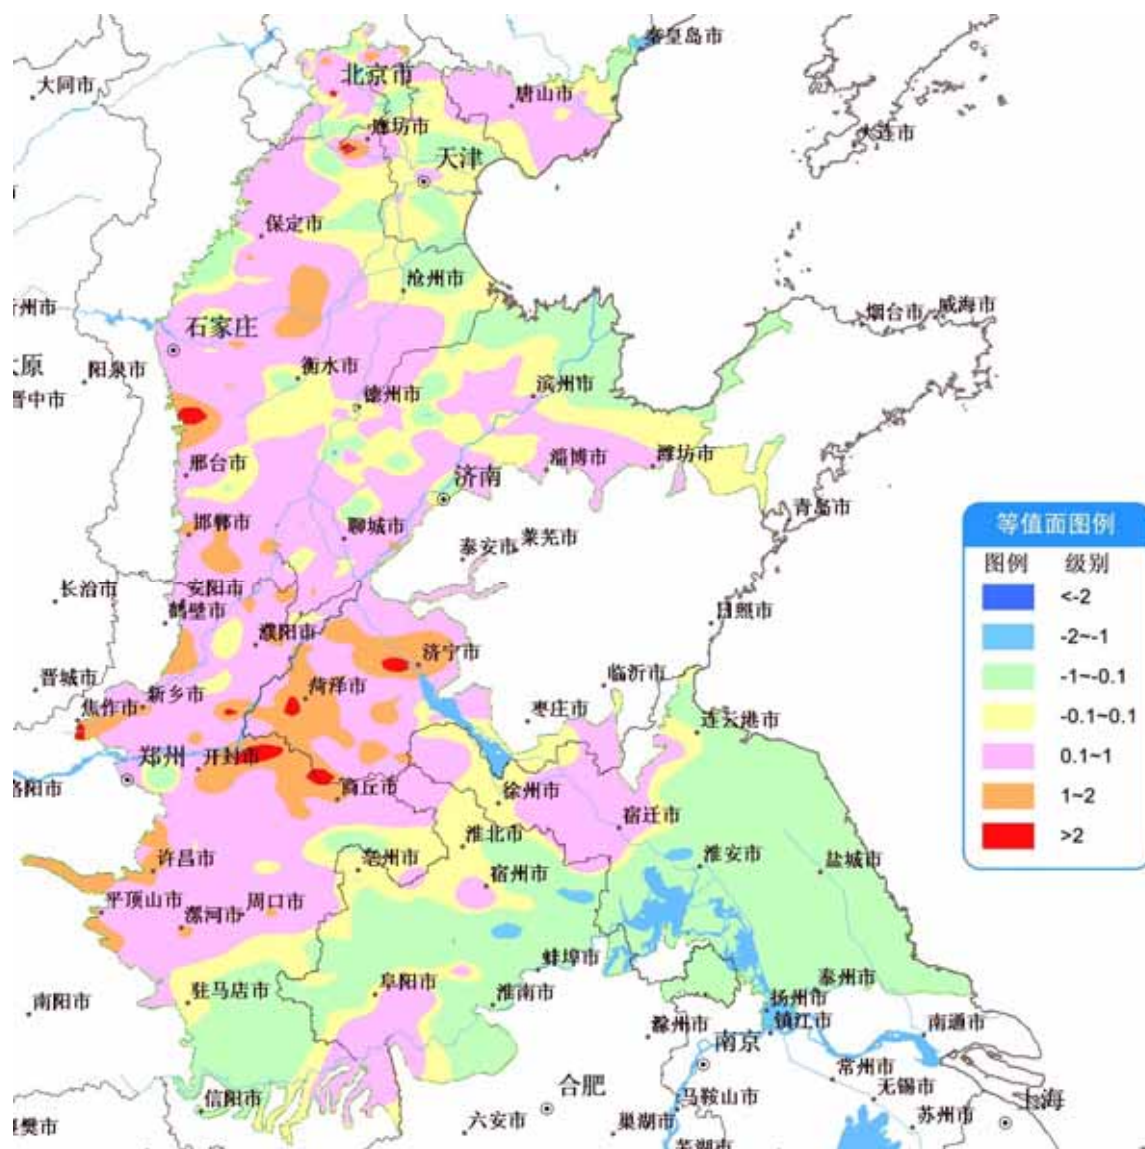 秦皇岛市
北京市
大同市
唐山市
廊坊市
大连市
天津
保定市
沧州市
烟台市
威海市
石家庄
阳泉市
衡水市
德州市
滨州市
晋中市
邢台市
济南
淄博市
潍坊市
青岛市
邯郸市
聊城市
泰安市
莱芜市
长治市
安阳市
鹤壁市
濮阳市
日照市
济宁市
临沂市
晋城市
新乡市
菏泽市
焦作市
枣庄市
连云港市
郑州
开封市
洛阳市
商丘市
徐州市
宿迁市
淮北市
许昌市
亳州市
宿州市
淮安市
盐城市
平顶山市
漯河市
周口市
蚌埠市
驻马店市
阜阳市
淮南市
泰州市
扬州市
南阳市
滁州市
镇江市
南通市
南京
常州市
信阳市
合肥
马鞍山市
无锡市
上海
六安市
巢湖市
苏州市
芜湖市
等值面图例
图例 级别
<-2
-2~-1
-1~-0.1
-0.1~0.1
0.1~1
1~2
>2